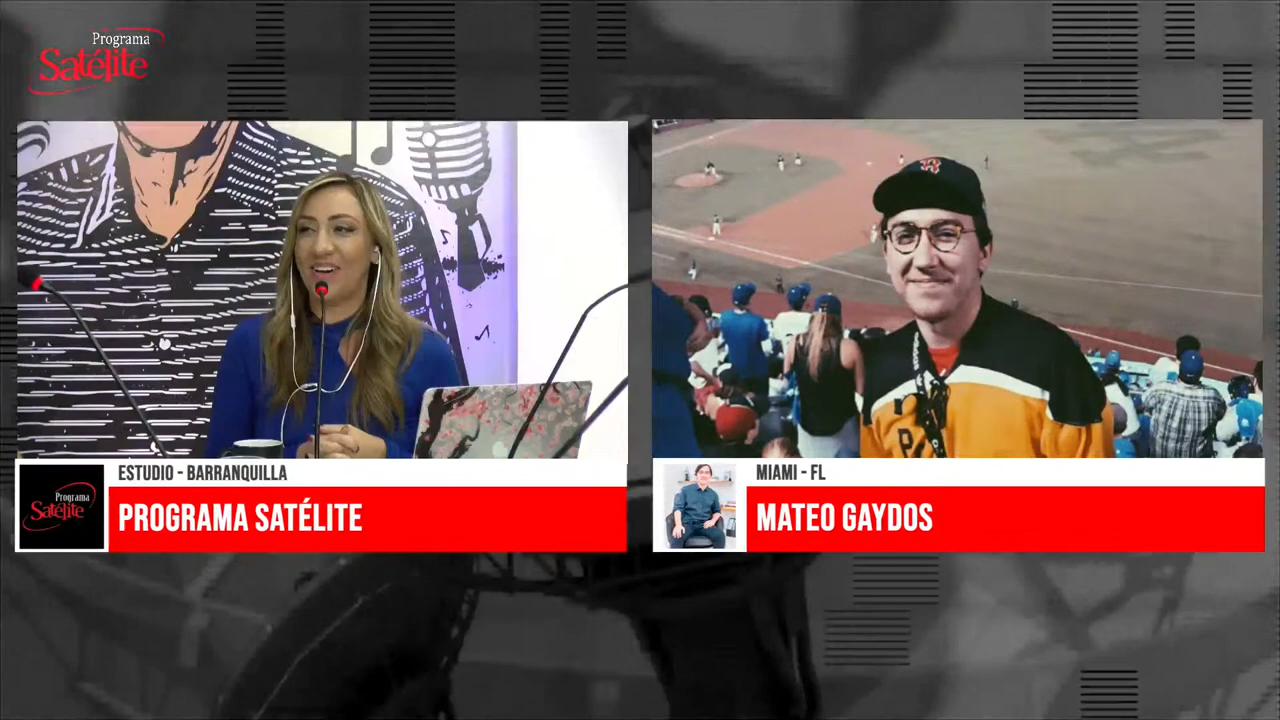 Programa
Satélite
ESTUDIO - BARRANQUILLA
Programa
Satélite
PROGRAMA SATÉLITE
MIAMI - FL
MATEO GAYDOS